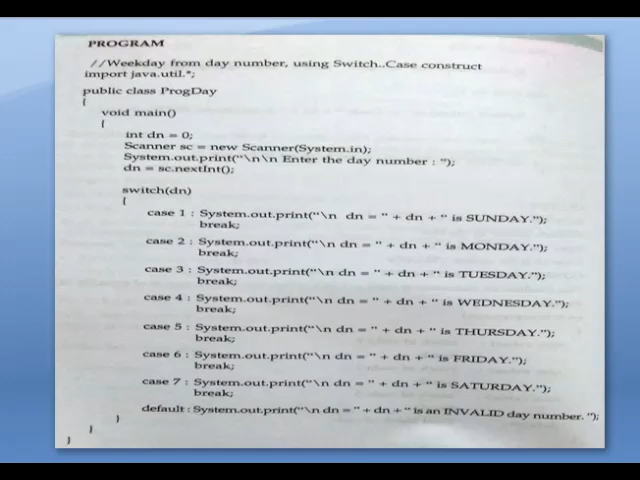 PROGRAM
//Weekday from day number, using Switch..Case construct
import java.util.*;
public class ProgDay
{
void main()
{
int dn = 0;
Scanner sc = new Scanner(System.in);
System.out.print("\n\n Enter the day number : ");
dn = sc.nextInt();
switch(dn)
{
case 1 : System.out.print("\n dn = " + dn + " is SUNDAY.");
break;
case 2 : System.out.print("\n dn = " + dn + " is MONDAY.");
break;
case 3 : System.out.print("\n dn = " + dn + " is TUESDAY.");
break;
case 4 : System.out.print("\n dn = " + dn + " is WEDNESDAY.");
break;
case 5 : System.out.print("\n dn = " + dn + " is THURSDAY.");
break;
case 6 : System.out.print("\n dn = " + dn + " is FRIDAY.");
break;
case 7 : System.out.print("\n dn = " + dn + " is SATURDAY.");
break;
default : System.out.print("\n dn = " + dn + " is an INVALID day number. ");
}
}
}